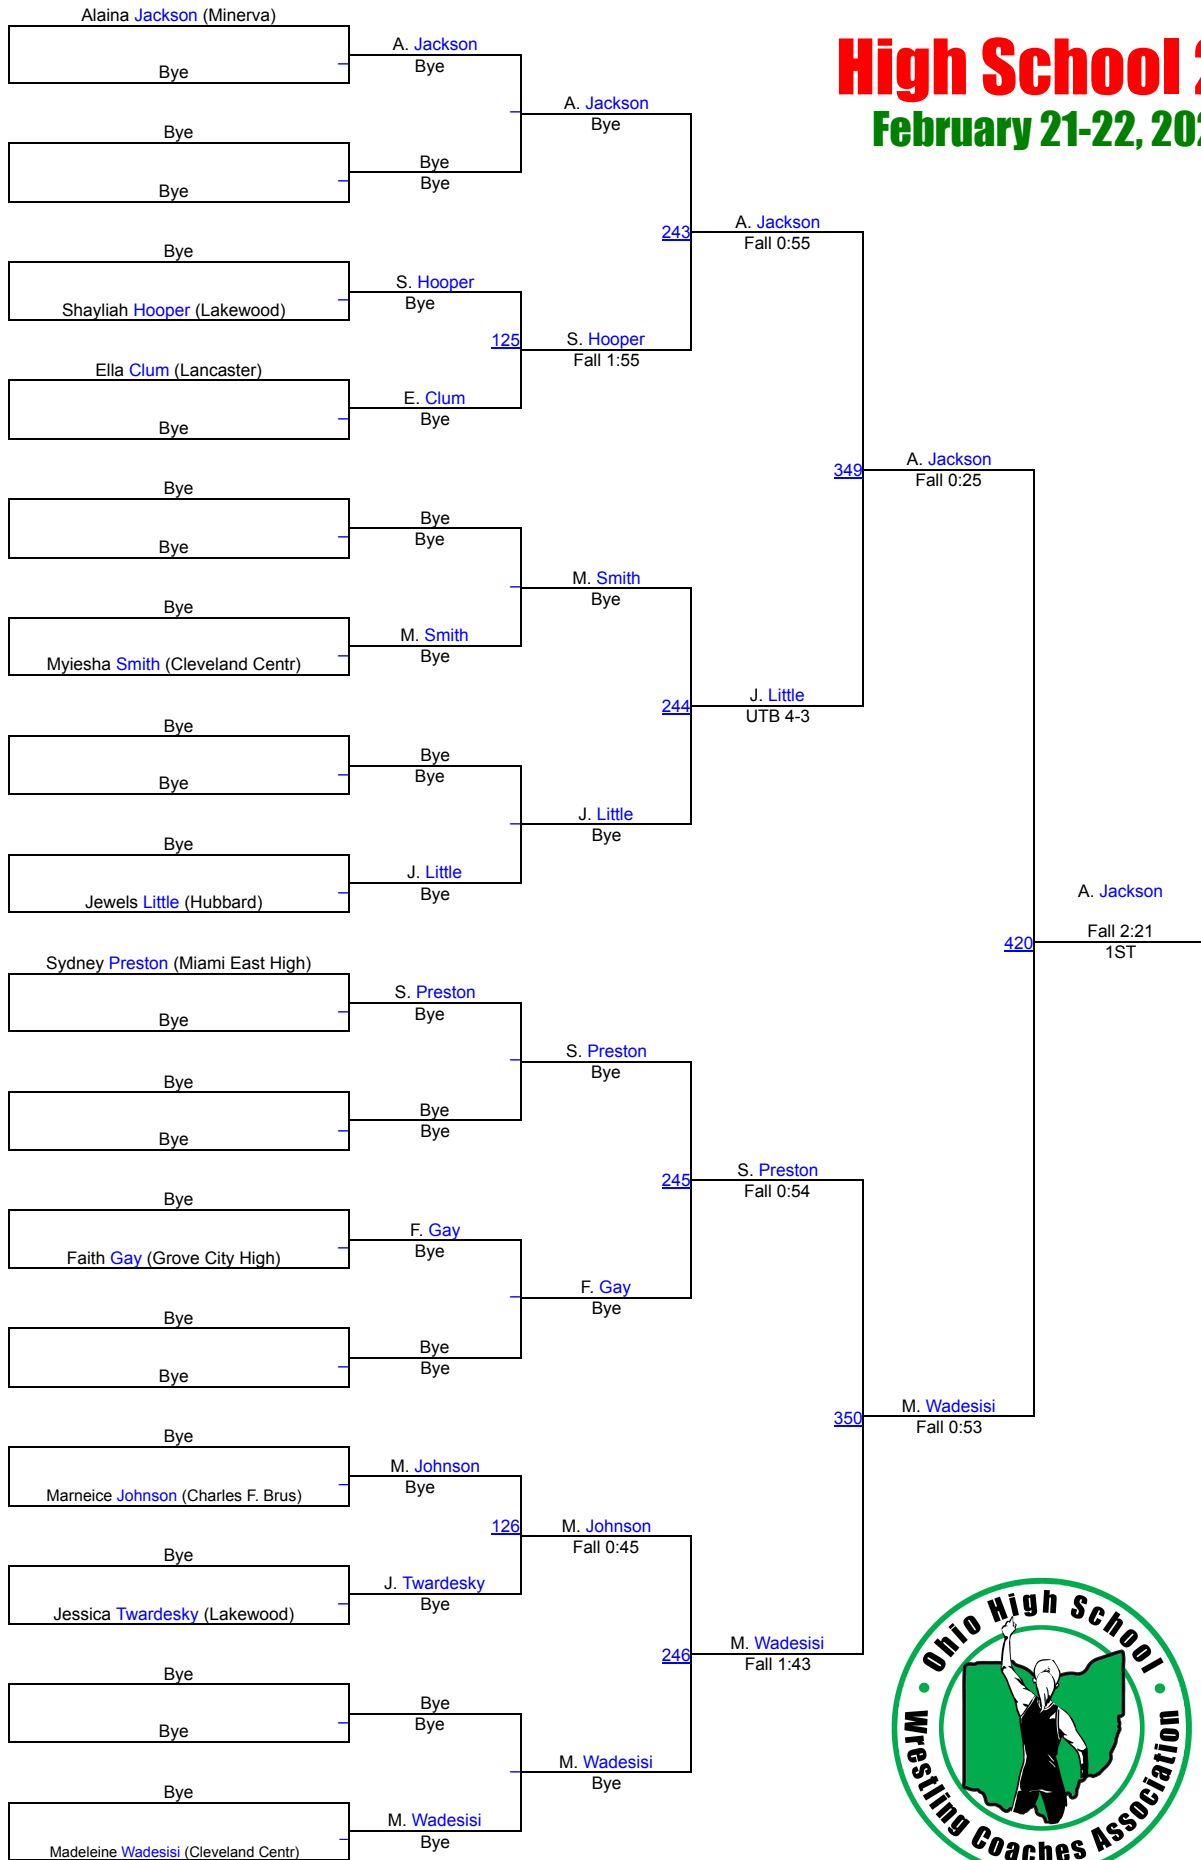 High School 2
February 21-22, 202
Alaina Jackson (Minerva)
Bye
Bye
Bye
Bye
Shayliah Hooper (Lakewood)
Ella Clum (Lancaster)
Bye
Bye
Bye
Bye
Myiesha Smith (Cleveland Centr)
Bye
Bye
Bye
Jewels Little (Hubbard)
Sydney Preston (Miami East High)
Bye
Bye
Bye
Bye
Faith Gay (Grove City High)
Bye
Bye
Bye
Marneice Johnson (Charles F. Brus)
Bye
Jessica Twardesky (Lakewood)
Bye
Bye
Bye
Madeleine Wadesisi (Cleveland Centr)
A. Jackson
Bye
Bye
Bye
S. Hooper
Bye
125
E. Clum
Bye
Bye
Bye
M. Smith
Bye
Bye
Bye
J. Little
Bye
S. Preston
Bye
Bye
Bye
F. Gay
Bye
Bye
Bye
M. Johnson
Bye
126
J. Twardesky
Bye
Bye
Bye
M. Wadesisi
Bye
A. Jackson
Bye
243
S. Hooper
Fall 1:55
M. Smith
Bye
244
J. Little
Bye
S. Preston
Bye
245
F. Gay
Bye
M. Johnson
Fall 0:45
246
M. Wadesisi
Bye
A. Jackson
Fall 0:55
349
J. Little
UTB 4-3
S. Preston
Fall 0:54
350
M. Wadesisi
Fall 1:43
A. Jackson
Fall 0:25
420
M. Wadesisi
Fall 0:53
A. Jackson
Fall 2:21
1ST
Ohio High School
Wrestling Coaches Association